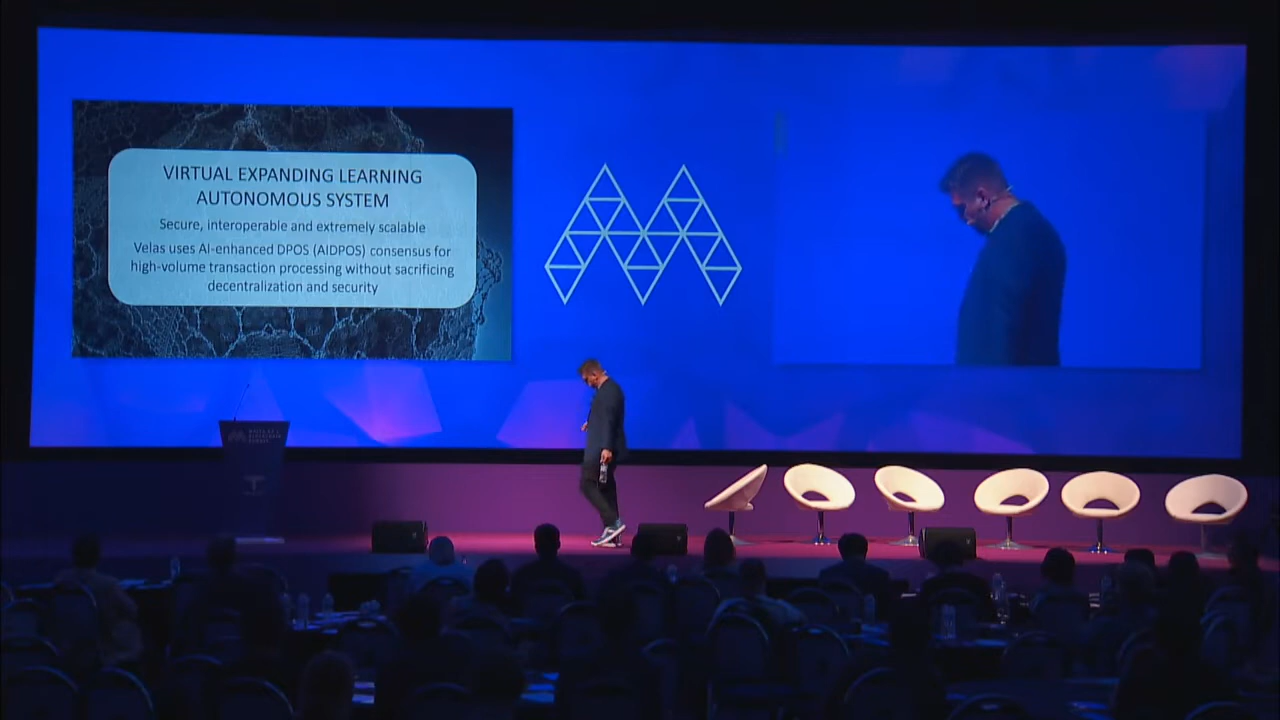 VIRTUAL EXPANDING LEARNING
AUTONOMOUS SYSTEM
Secure, interoperable and extremely scalable
Velas uses AI-enhanced DPOS (AIDPOS) consensus for
high-volume transaction processing without sacrificing
decentralization and security